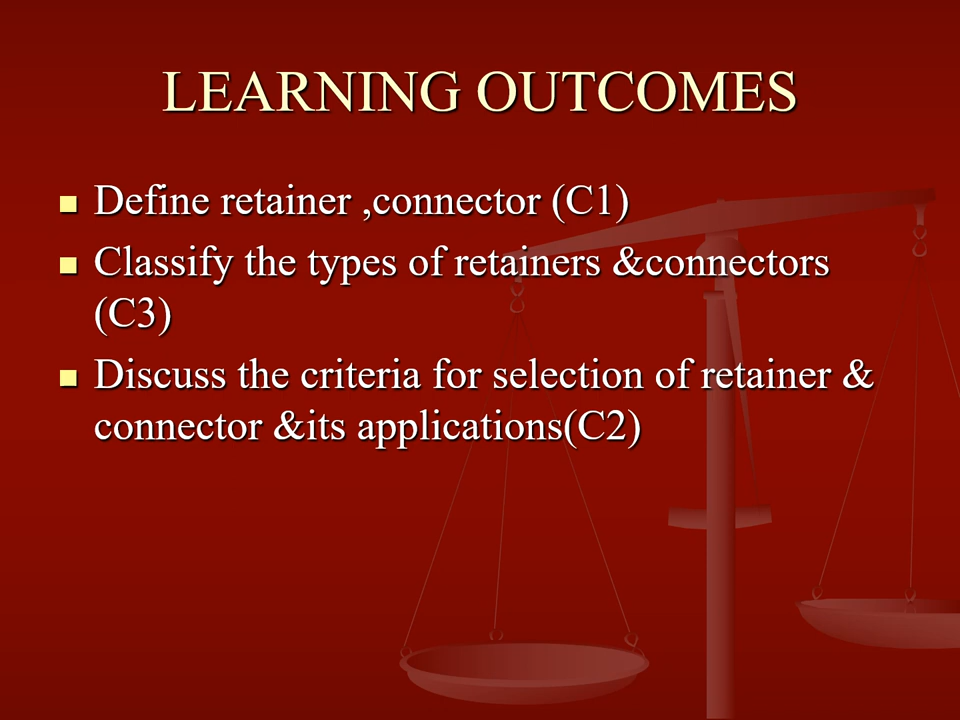 LEARNING OUTCOMES
Define retainer ,connector (C1)
Classify the types of retainers &connectors
(C3)
Discuss the criteria for selection of retainer &
connector &its applications(C2)